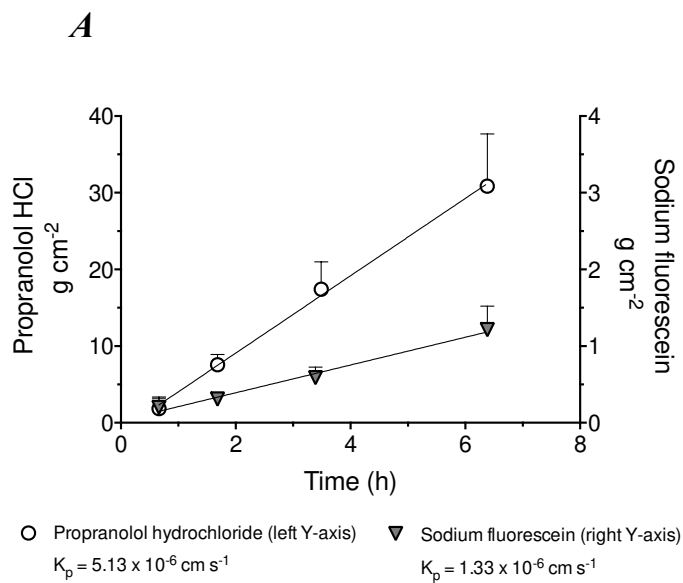 A
Propranolol HCl
g cm-2
40
30
20
10
0
4
3
2
1
0
Sodium fluorescein
g cm-2
0 2 4 6 8
Time (h)
Propranolol hydrochloride (left Y-axis)
Kp = 5.13 x 10-6 cm s-1
Sodium fluorescein (right Y-axis)
Kp = 1.33 x 10-6 cm s-1